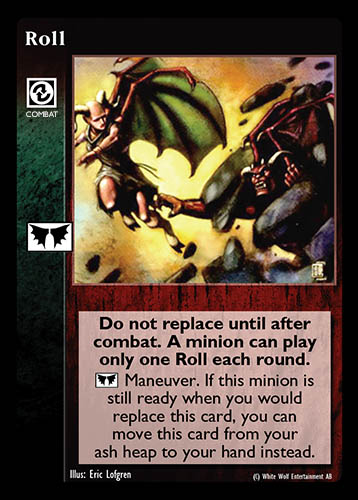 Roll
COMBAT
Do not replace until after
combat. A minion can play
only one Roll each round.
Maneuver. If this minion is
still ready when you would
replace this card, you can
move this card from your
ash heap to your hand instead.
Illus: Eric Lofgren
(C) White Wolf Entertainment AB